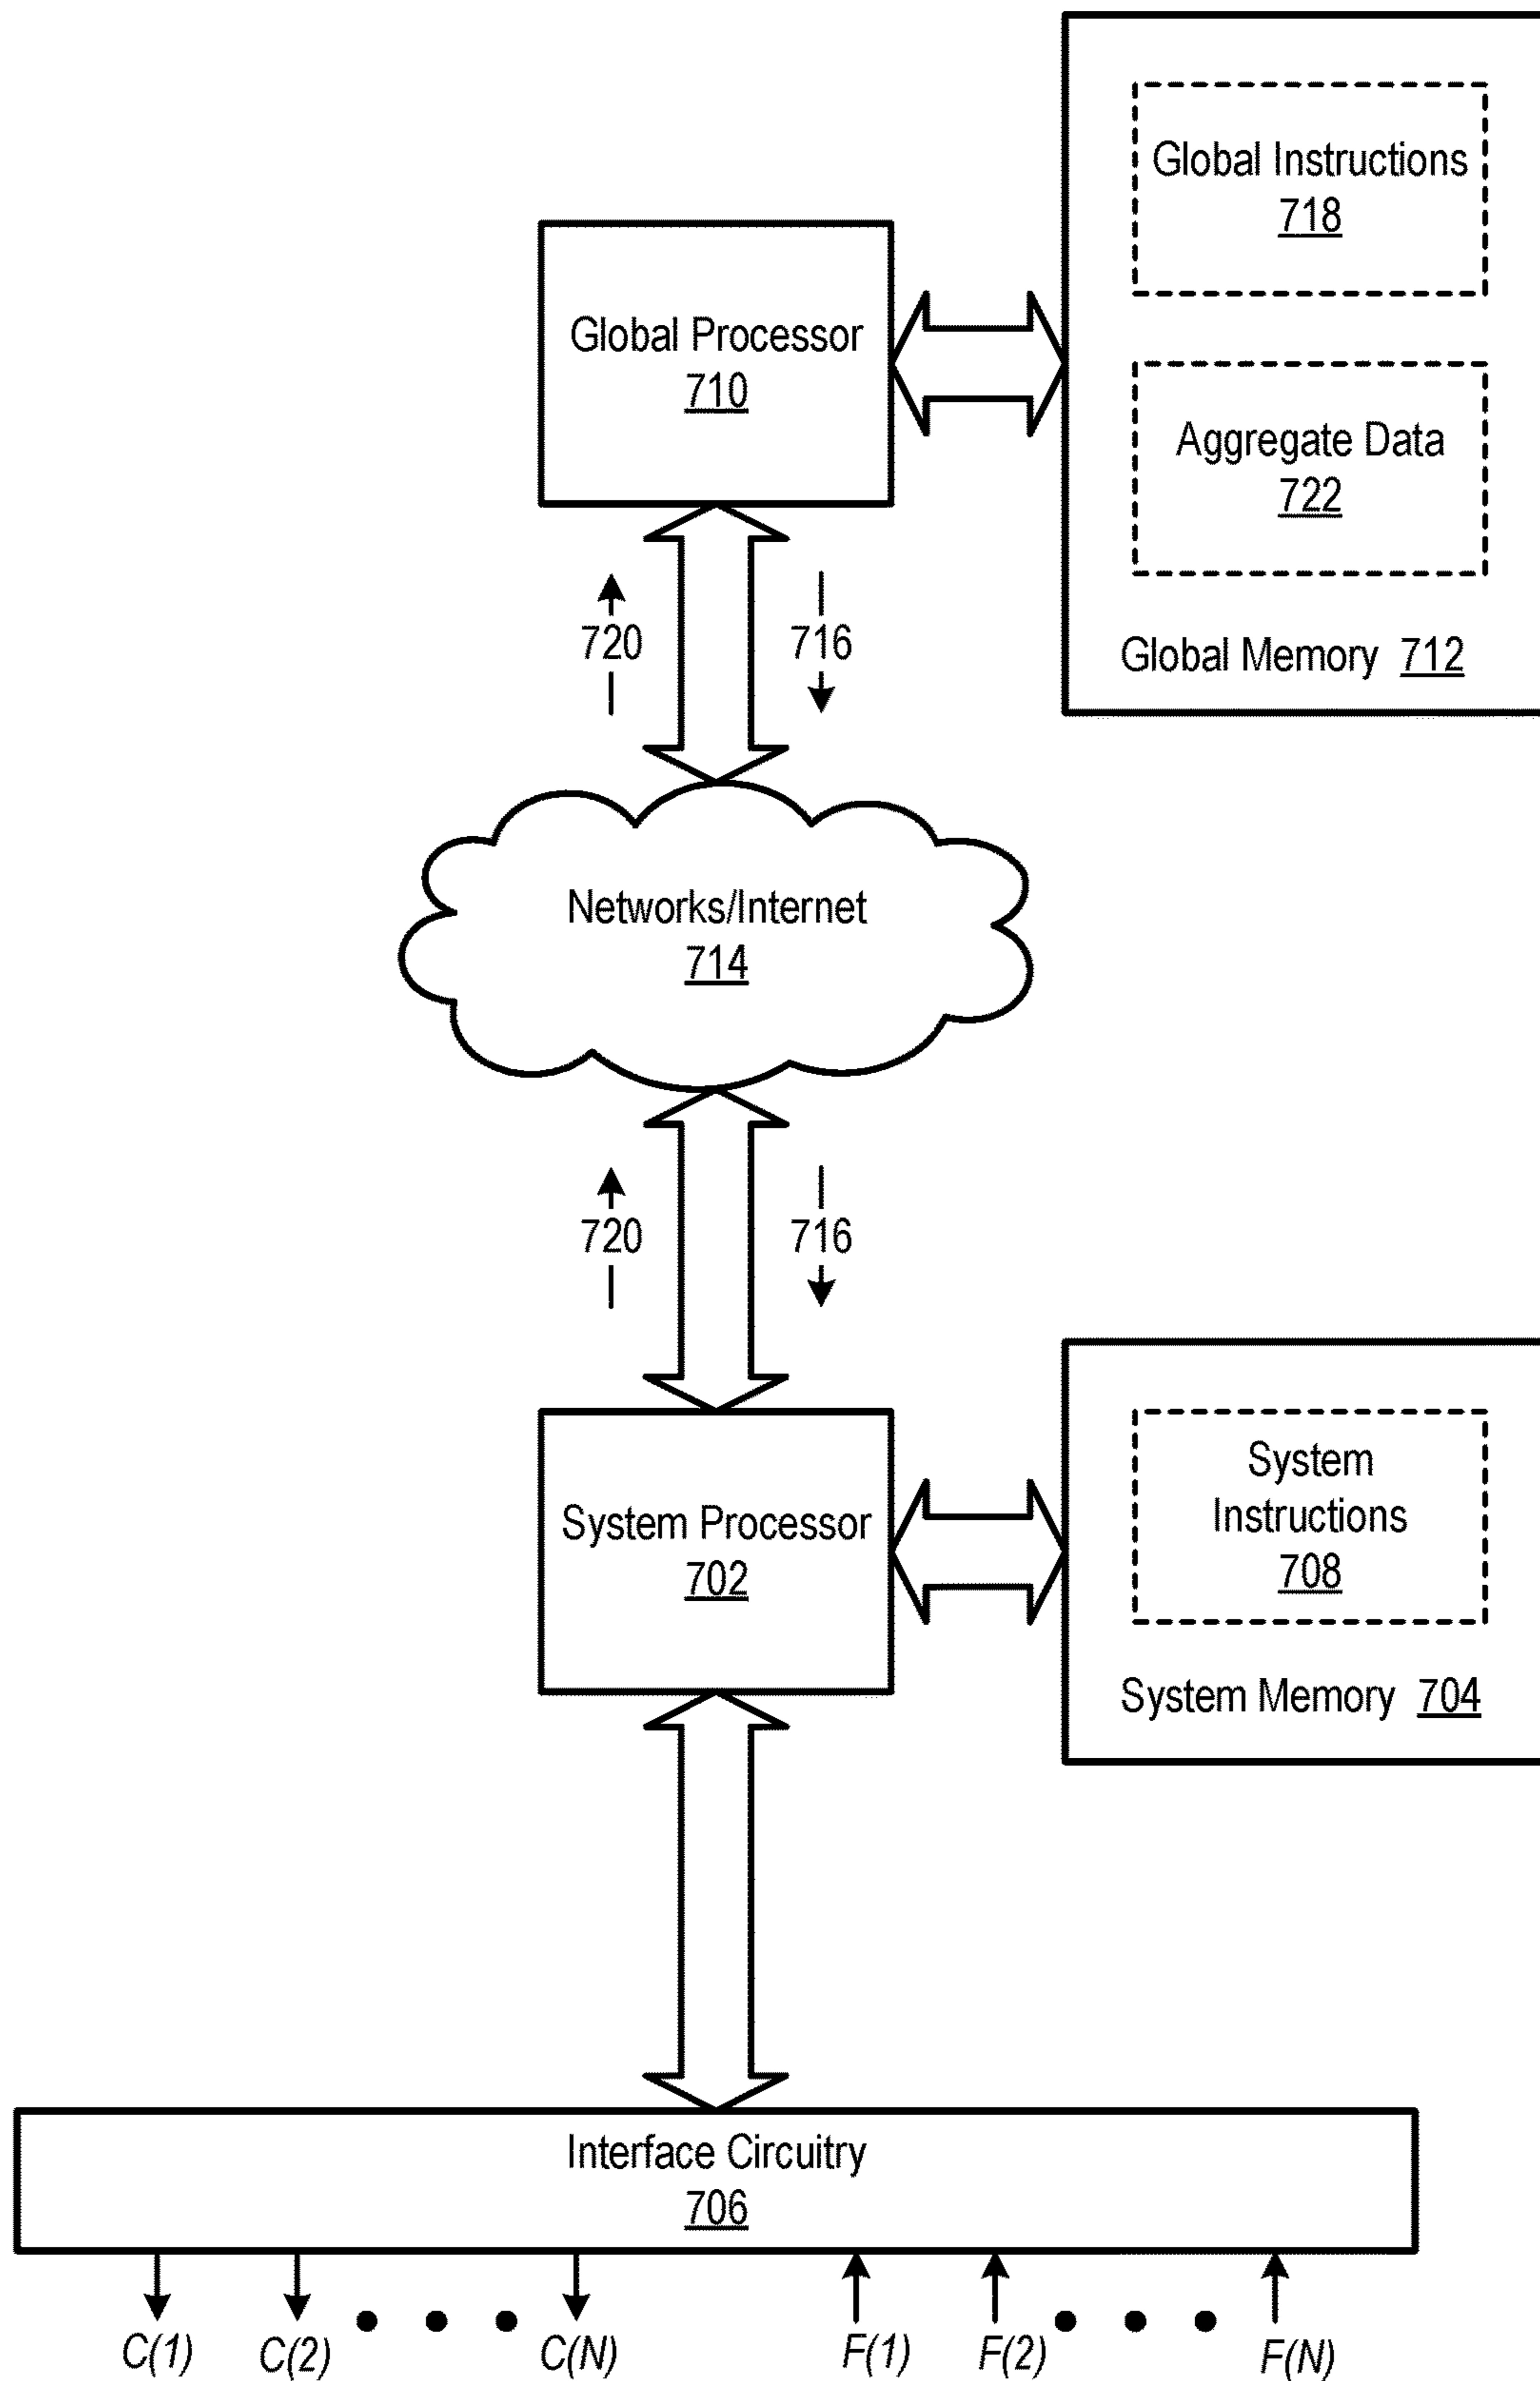 Global Instructions
718
Global Processor
710
Aggregate Data
722
Global Memory 712
720
716
Networks/Internet
714
720
716
System
Instructions
708
System Processor
702
System Memory 704
Interface Circuitry
706
C(1)
C(2)
C(N)
F(1)
F(2)
F(N)